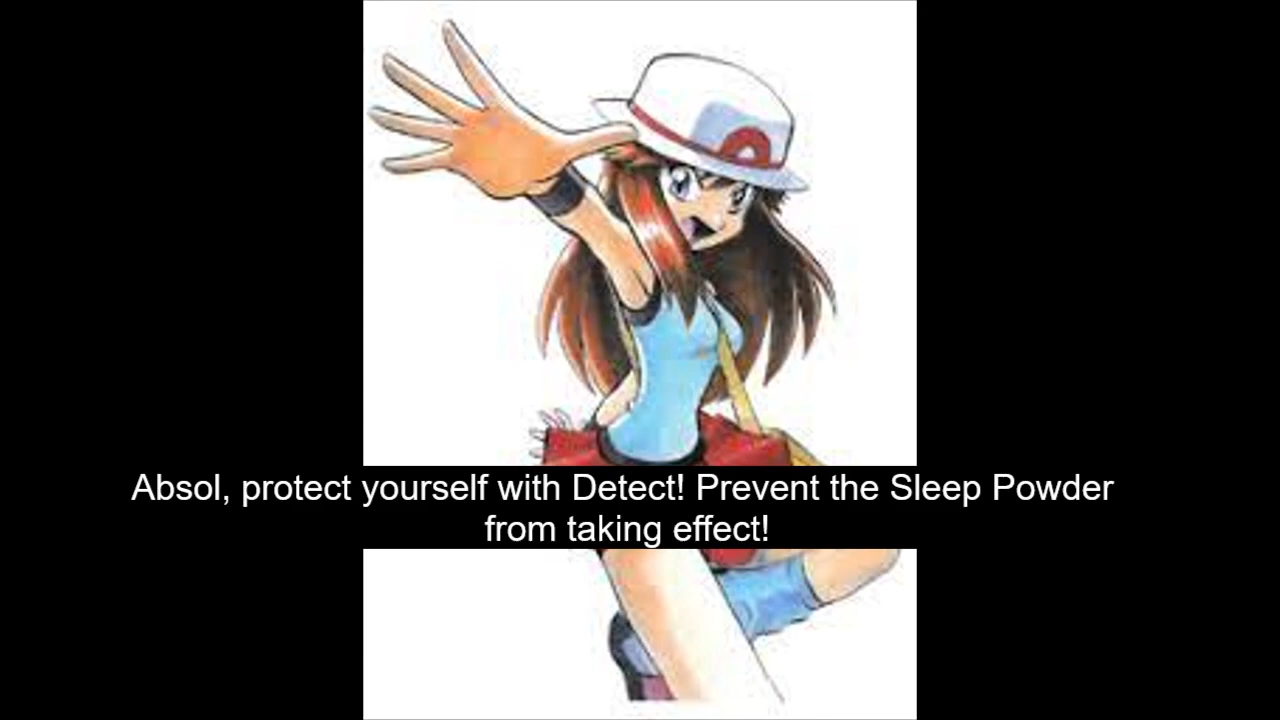 Absol, protect yourself with Detect! Prevent the Sleep Powder
from taking effect!